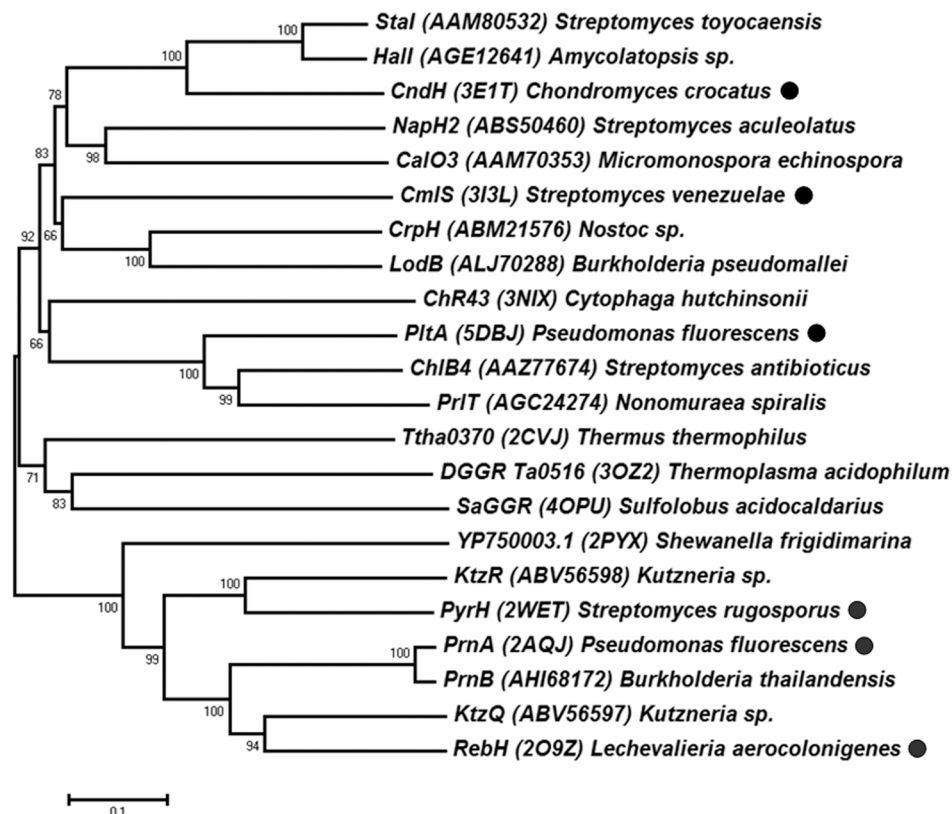 100
StaI (AAM80532) Streptomyces toyocaensis
100
HalI (AGE12641) Amycolatopsis sp.
CndH (3E1T) Chondromyces crocatus
78
NapH2 (ABS50460) Streptomyces aculeolatus
98
CalO3 (AAM70353) Micromonospora echinospora
83
CmlS (3I3L) Streptomyces venezuelae
92
66
CrpH (ABM21576) Nostoc sp.
100
LodB (ALJ70288) Burkholderia pseudomallei
ChR43 (3NIX) Cytophaga hutchinsonii
66
PltA (5DBJ) Pseudomonas fluorescens
100
ChlB4 (AAZ77674) Streptomyces antibioticus
99
PrlT (AGC24274) Nonomuraea spiralis
Ttha0370 (2CVJ) Thermus thermophilus
71
DGGR Ta0516 (3OZ2) Thermoplasma acidophilum
83
SaGGR (4OPU) Sulfolobus acidocaldarius
YP750003.1 (2PYX) Shewanella frigidimarina
100
KtzR (ABV56598) Kutzneria sp.
100
PyrH (2WET) Streptomyces rugosporus
99
PrnA (2AQJ) Pseudomonas fluorescens
100
PrnB (AHI68172) Burkholderia thailandensis
100
KtzQ (ABV56597) Kutzneria sp.
94
RebH (2O9Z) Lechevalieria aerocolonigenes
0.1